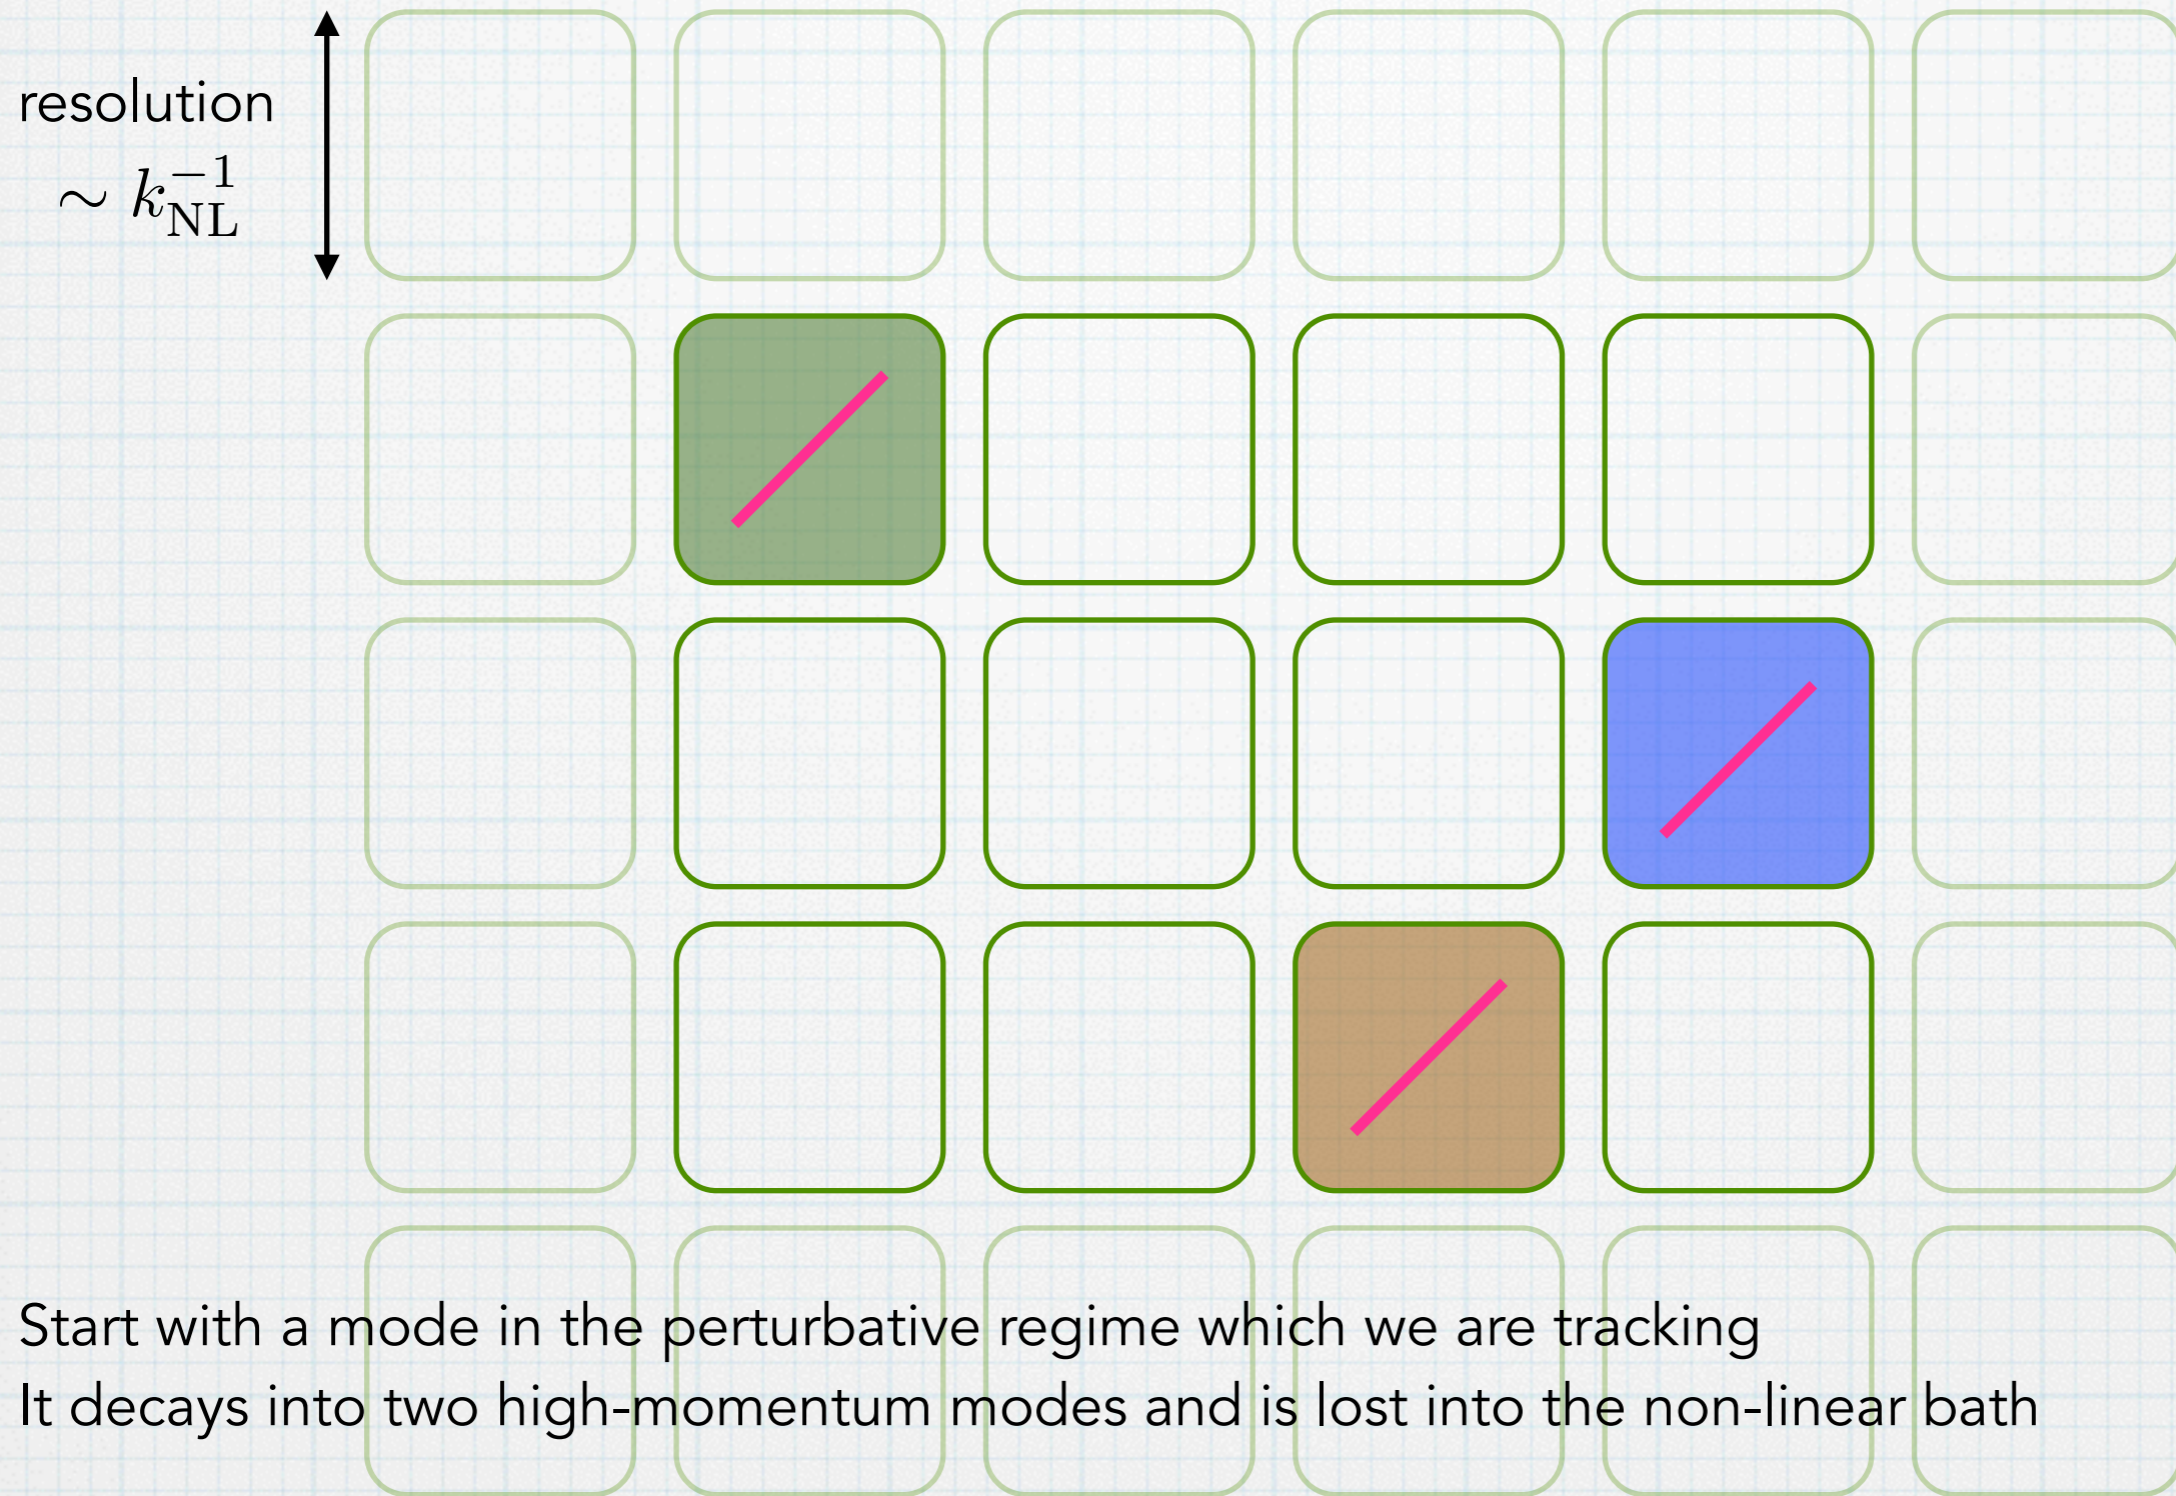 resolution
∼ k_NL^−1
Start with a mode in the perturbative regime which we are tracking
It decays into two high-momentum modes and is lost into the non-linear bath